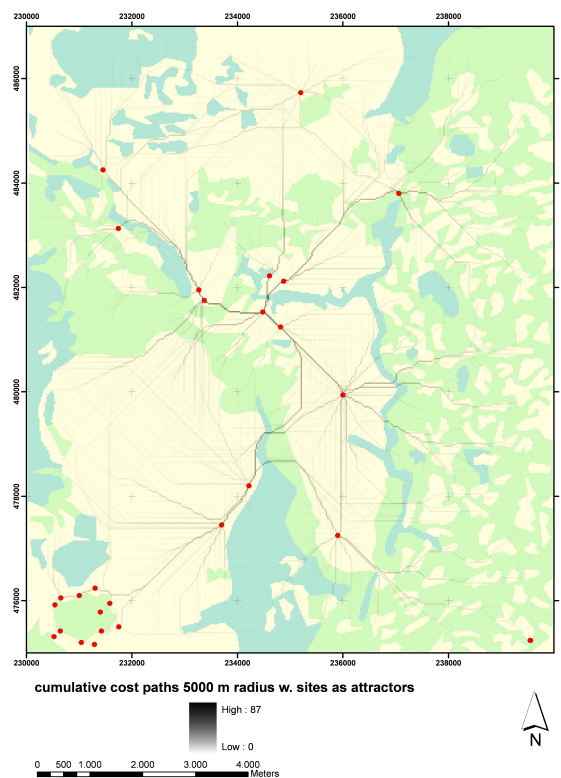 230000 232000 234000 236000 238000
486000
484000
482000
480000
478000
476000
230000 232000 234000 236000 238000
cumulative cost paths 5000 m radius w. sites as attractors
High : 87
Low : 0
N
0 500 1.000 2.000 3.000 4.000
Meters